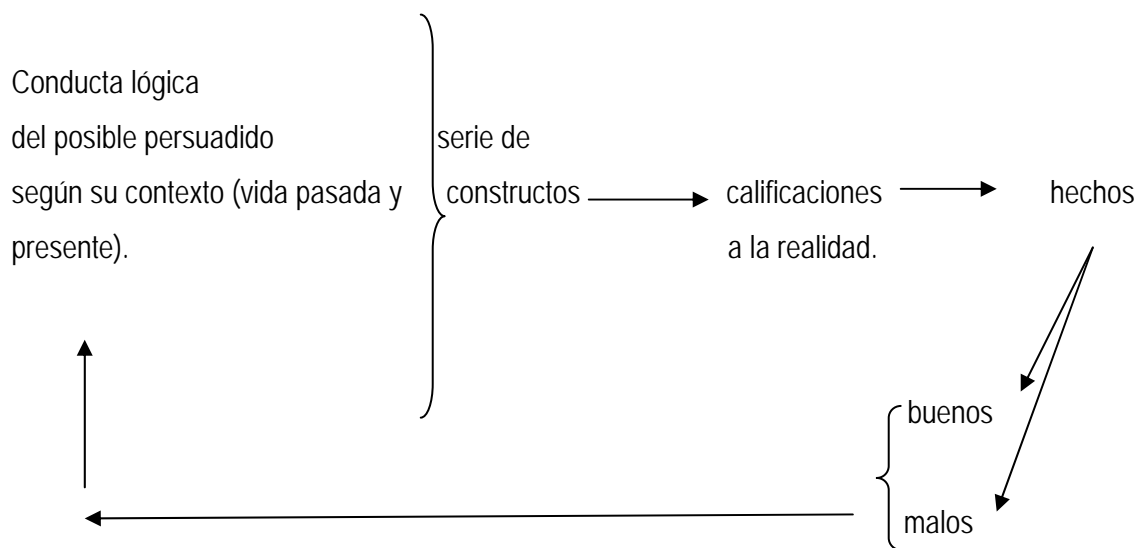 Conducta lógica
del posible persuadido
según su contexto (vida pasada y
presente).
serie de
constructos
calificaciones
a la realidad.
hechos
buenos
malos